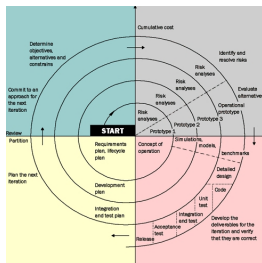 Cumulative cost
Determine
objectives,
alternatives and
constrains
Identify and
resolve risks
Risk
analyses
Risk
analyses
Risk
analyses
Risk
analyses
Commit to an
approach for
the next
iteration
Evaluate
alternatives
Operational
prototype
Prototype 3
Prototype 2
Prototype 1
START
Review
Partition
Requirements
plan, lifecycle
plan
Concept of
operation
Simulations,
models,
benchmarks
Plan the next
iteration
Development
plan
Detailed
design
Code
Unit
test
Integration
and test plan
Integration
and test
Acceptance
test
Release
Develop the
deliverables for the
iteration and verify
that they are correct